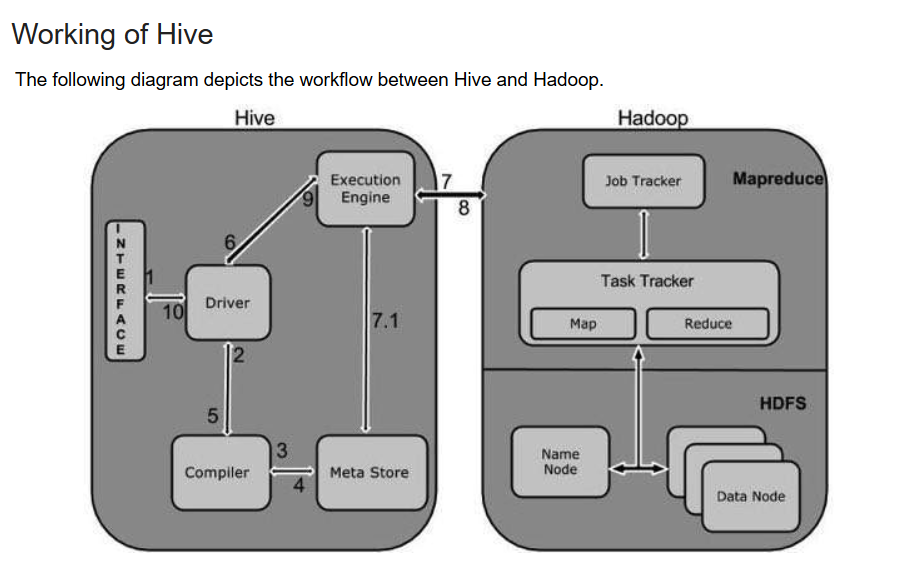 Working of Hive
The following diagram depicts the workflow between Hive and Hadoop.
Hive
Hadoop
INTERFACE
1
10
Driver
6
9
Execution
Engine
7
8
7.1
2
5
Compiler
3
4
Meta Store
Job Tracker
Mapreduce
Task Tracker
Map
Reduce
HDFS
Name
Node
Data Node